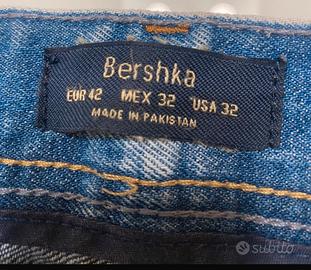 Bershka
EUR 42 MEX 32 USA 32
MADE IN PAKISTAN
subito